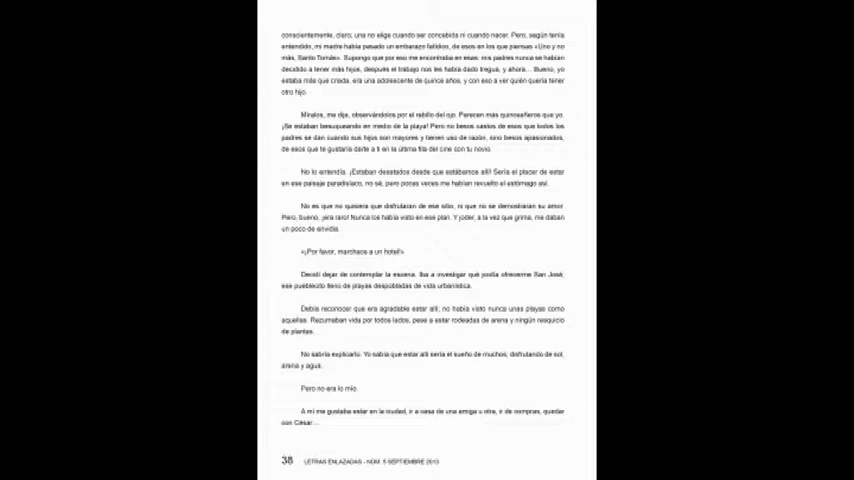 conscientemente, claro; una no elige cuando ser concebida ni cuando nacer. Pero, según tenía
entendido, mi madre había pasado un embarazo fatídico, de esos en los que piensas «Uno y no
más, Santo Tomás». Supongo que por eso me encontraba en esas: mis padres nunca se habían
decidido a tener más hijos, después el trabajo nos les había dado tregua, y ahora... Bueno, yo
estaba más que criada, era una adolescente de quince años, y con eso a ver quién quería tener
otro hijo.
Míralos, me dije, observándolos por el rabillo del ojo. Parecen más quinceañeros que yo.
¡Se estaban besuqueando en medio de la playa! Pero no besos castos de esos que todos los
padres se dan cuando sus hijos son mayores y tienen uso de razón, sino besos apasionados,
de esos que te gustaría darte a ti en la última fila del cine con tu novio.
No lo entendía. ¡Estaban desatados desde que estábamos allí! Sería el placer de estar
en ese paisaje paradisíaco, no sé, pero pocas veces me habían revuelto el estómago así.
No es que no quisiera que disfrutaran de ese sitio, ni que no se demostraran su amor.
Pero, bueno, ¡era raro! Nunca los había visto en ese plan. Y joder, a la vez que grima, me daban
un poco de envidia.
«¡Por favor, marchaos a un hotel!»
Decidí dejar de contemplar la escena. Iba a investigar qué podía ofrecerme San José,
ese pueblecito lleno de playas despobladas de vida urbanística.
Debía reconocer que era agradable estar allí; no había visto nunca unas playas como
aquellas. Rezumaban vida por todos lados, pese a estar rodeadas de arena y ningún resquicio
de plantas.
No sabría explicarlo. Yo sabía que estar allí sería el sueño de muchos; disfrutando de sol,
arena y agua.
Pero no era lo mío.
A mí me gustaba estar en la ciudad, ir a casa de una amiga u otra, ir de compras, quedar
con César...
38 LETRAS ENLAZADAS - NÚM. 5 SEPTIEMBRE 2013